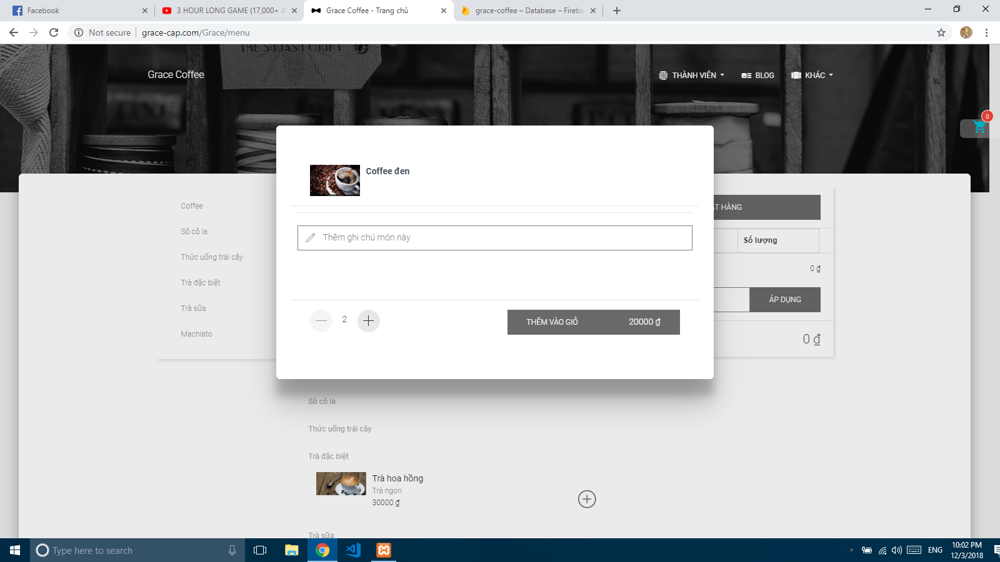 Facebook
3 HOUR LONG GAME (17,000+
Grace Coffee - Trang chủ
grace-coffee – Database – Fireba
Not secure
grace-cap.com/Grace/menu
THE SQUASH COURT
Grace Coffee
THÀNH VIÊN
BLOG
KHÁC
0
Coffee đen
Coffee
Sô cô la
Thức uống trái cây
Trà đặc biệt
Trà sữa
Machiato
Thêm ghi chú món này
2
THÊM VÀO GIỎ
20000 ₫
ẶT HÀNG
Số lượng
0 ₫
ÁP DỤNG
0 ₫
Sô cô la
Thức uống trái cây
Trà đặc biệt
Trà hoa hồng
Trà ngon
30000 ₫
Trà sữa
Type here to search
ENG
10:02 PM
12/3/2018